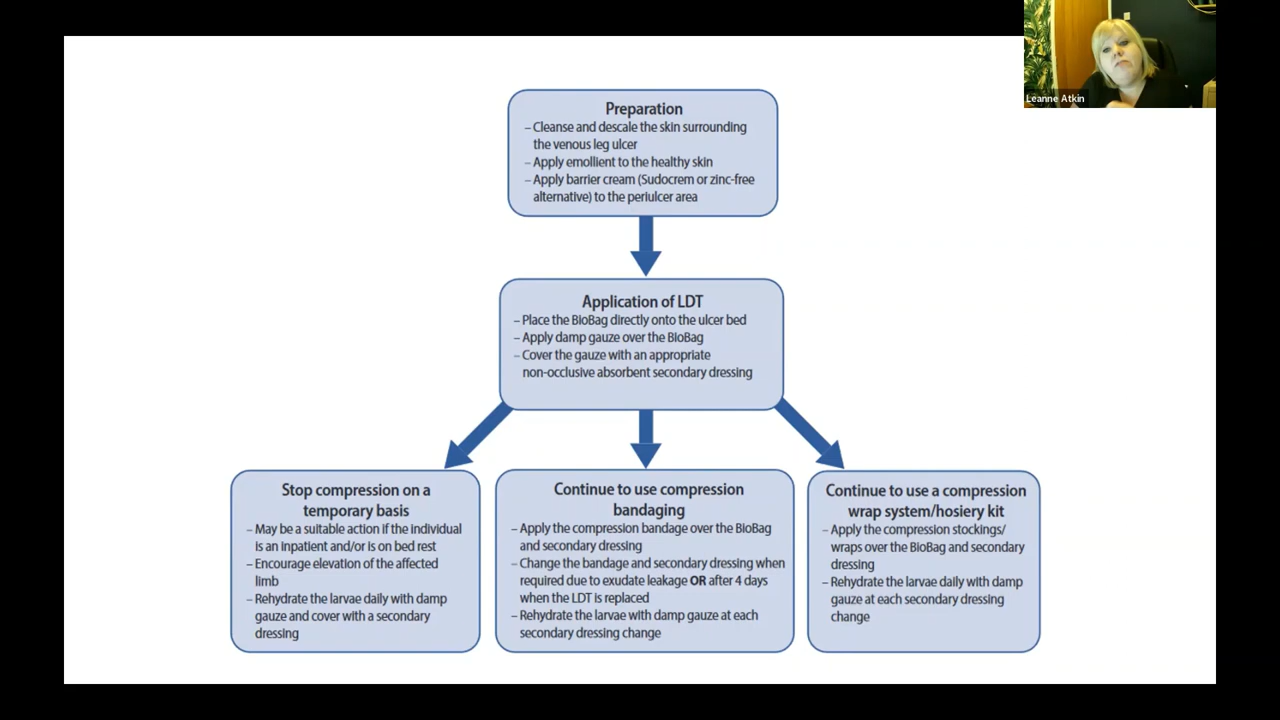 Leanne Atkin
Preparation
– Cleanse and descale the skin surrounding
the venous leg ulcer
– Apply emollient to the healthy skin
– Apply barrier cream (Sudocrem or zinc-free
alternative) to the periulcer area
Application of LDT
– Place the BioBag directly onto the ulcer bed
– Apply damp gauze over the BioBag
– Cover the gauze with an appropriate
non-occlusive absorbent secondary dressing
Stop compression on a
temporary basis
– May be a suitable action if the individual
is an inpatient and/or is on bed rest
– Encourage elevation of the affected
limb
– Rehydrate the larvae daily with damp
gauze and cover with a secondary
dressing
Continue to use compression
bandaging
– Apply the compression bandage over the BioBag
and secondary dressing
– Change the bandage and secondary dressing when
required due to exudate leakage OR after 4 days
when the LDT is replaced
– Rehydrate the larvae with damp gauze at each
secondary dressing change
Continue to use a compression
wrap system/hosiery kit
– Apply the compression stockings/
wraps over the BioBag and secondary
dressing
– Rehydrate the larvae daily with damp
gauze at each secondary dressing
change